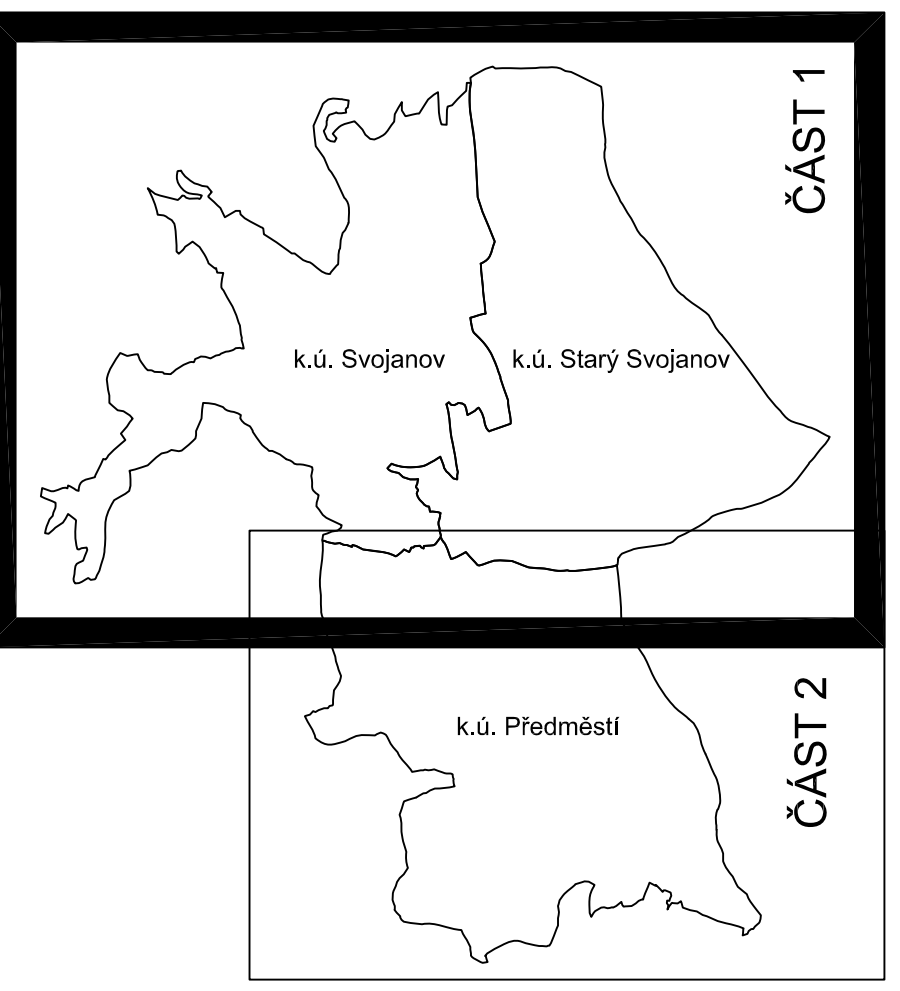 ČÁST 1
k.ú. Svojanov
k.ú. Starý Svojanov
k.ú. Předměstí
ČÁST 2